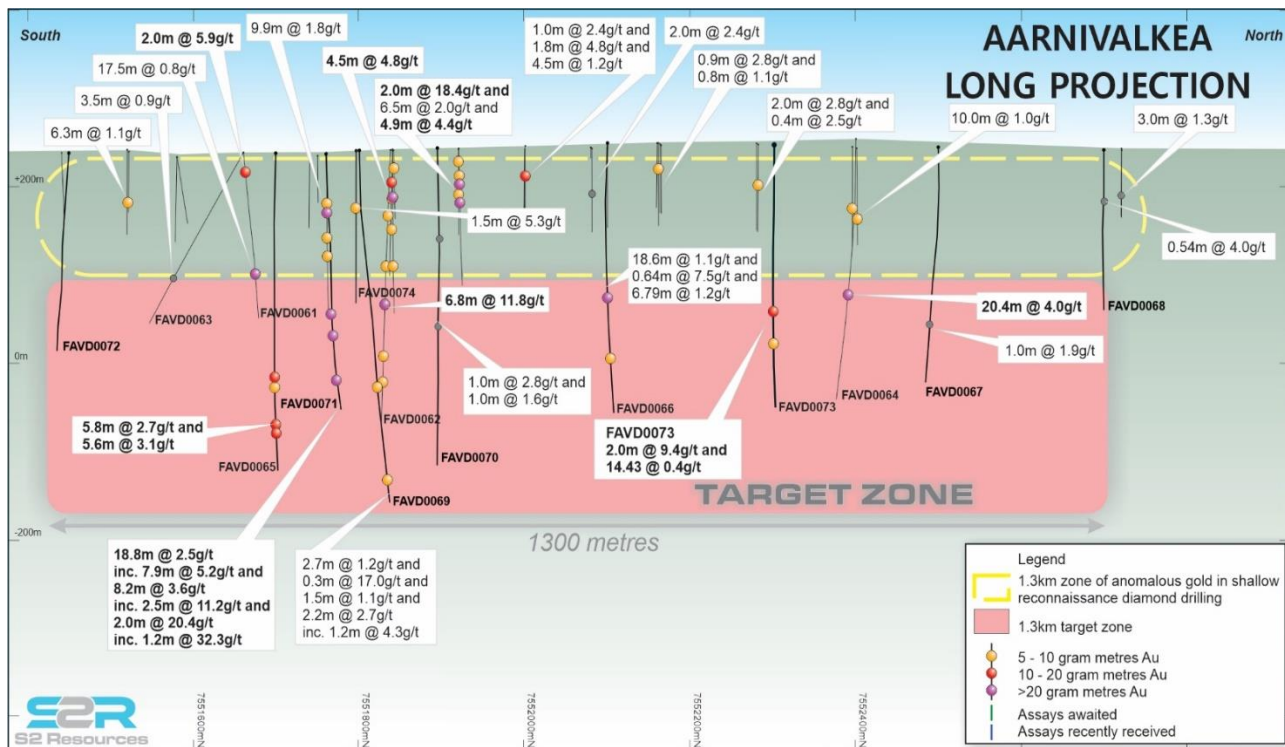 South
North
AARNIVALKEA
LONG PROJECTION
2.0m @ 5.9g/t
9.9m @ 1.8g/t
17.5m @ 0.8g/t
3.5m @ 0.9g/t
6.3m @ 1.1g/t
4.5m @ 4.8g/t
2.0m @ 18.4g/t and
6.5m @ 2.0g/t and
4.9m @ 4.4g/t
1.0m @ 2.4g/t and
1.8m @ 4.8g/t and
4.5m @ 1.2g/t
2.0m @ 2.4g/t
0.9m @ 2.8g/t and
0.8m @ 1.1g/t
2.0m @ 2.8g/t and
0.4m @ 2.5g/t
10.0m @ 1.0g/t
3.0m @ 1.3g/t
+200m
1.5m @ 5.3g/t
0.54m @ 4.0g/t
18.6m @ 1.1g/t and
0.64m @ 7.5g/t and
6.79m @ 1.2g/t
FAVD0074
6.8m @ 11.8g/t
20.4m @ 4.0g/t
FAVD0063
FAVD0061
FAVD0068
FAVD0072
1.0m @ 1.9g/t
0m
1.0m @ 2.8g/t and
1.0m @ 1.6g/t
FAVD0071
FAVD0062
FAVD0066
FAVD0073
FAVD0064
FAVD0067
5.8m @ 2.7g/t and
5.6m @ 3.1g/t
FAVD0073
2.0m @ 9.4g/t and
14.43 @ 0.4g/t
FAVD0065
FAVD0070
FAVD0069
TARGET ZONE
-200m
1300 metres
18.8m @ 2.5g/t
inc. 7.9m @ 5.2g/t and
8.2m @ 3.6g/t
inc. 2.5m @ 11.2g/t and
2.0m @ 20.4g/t
inc. 1.2m @ 32.3g/t
2.7m @ 1.2g/t and
0.3m @ 17.0g/t and
1.5m @ 1.1g/t and
2.2m @ 2.7g/t
inc. 1.2m @ 4.3g/t
Legend
1.3km zone of anomalous gold in shallow
reconnaissance diamond drilling
1.3km target zone
5 - 10 gram metres Au
10 - 20 gram metres Au
>20 gram metres Au
Assays awaited
Assays recently received
7551600mN
7551800mN
7552000mN
7552200mN
7552400mN
S2R
S2 Resources